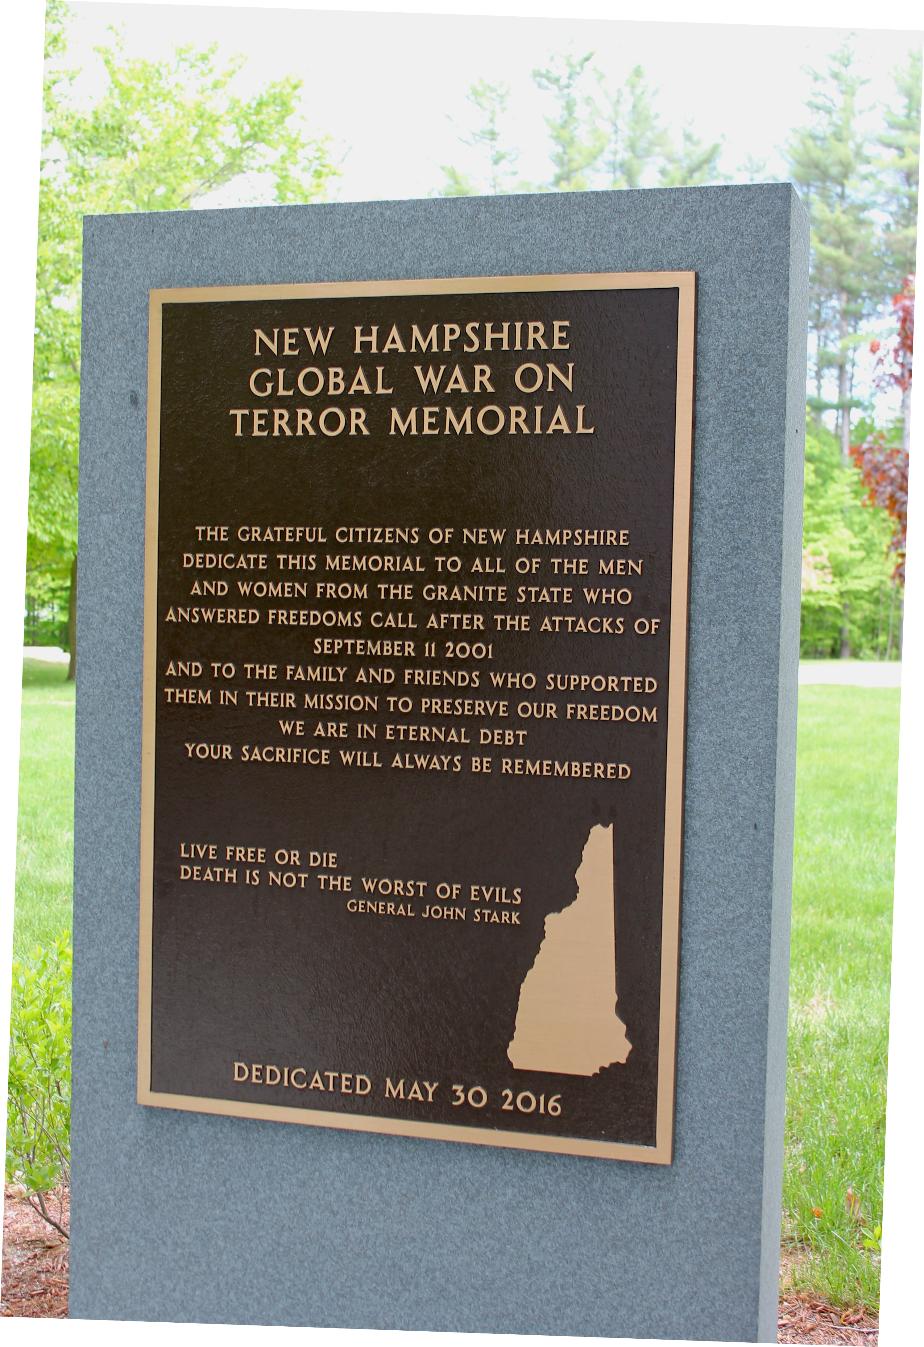 NEW HAMPSHIRE
GLOBAL WAR ON
TERROR MEMORIAL
THE GRATEFUL CITIZENS OF NEW HAMPSHIRE
DEDICATE THIS MEMORIAL TO ALL OF THE MEN
AND WOMEN FROM THE GRANITE STATE WHO
ANSWERED FREEDOMS CALL AFTER THE ATTACKS OF
SEPTEMBER 11 2001
AND TO THE FAMILY AND FRIENDS WHO SUPPORTED
THEM IN THEIR MISSION TO PRESERVE OUR FREEDOM
WE ARE IN ETERNAL DEBT
YOUR SACRIFICE WILL ALWAYS BE REMEMBERED
LIVE FREE OR DIE
DEATH IS NOT THE WORST OF EVILS
GENERAL JOHN STARK
DEDICATED MAY 30 2016